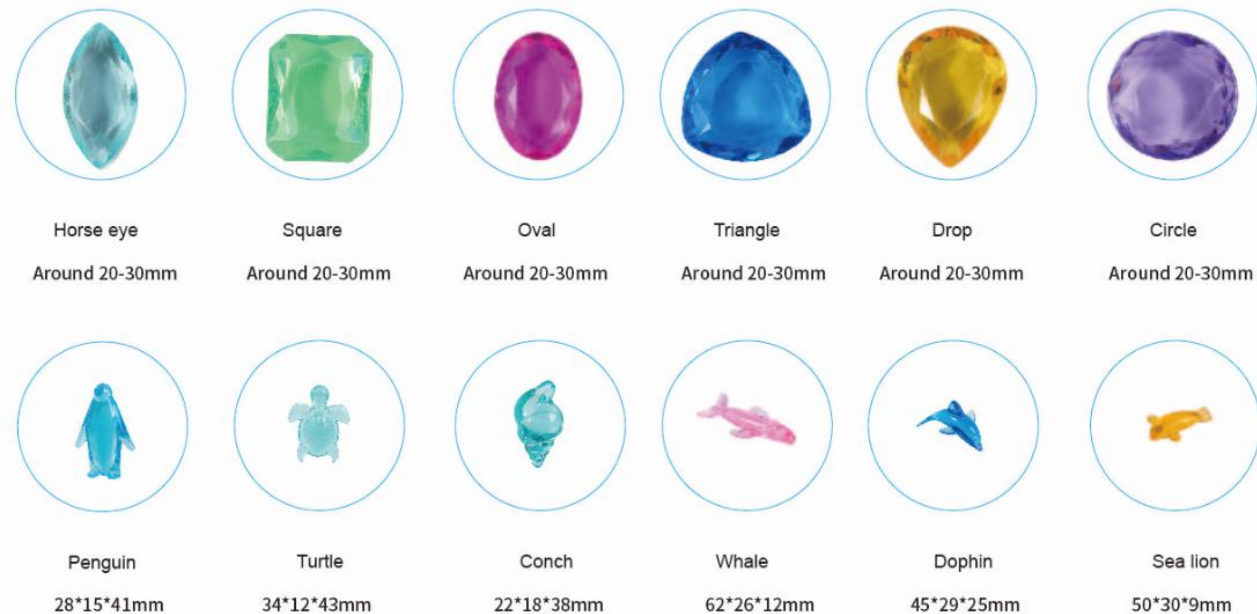 Horse eye Square Oval Triangle Drop Circle
Around 20-30mm Around 20-30mm Around 20-30mm Around 20-30mm Around 20-30mm Around 20-30mm
Penguin Turtle Conch Whale Dophin Sea lion
28*15*41mm 34*12*43mm 22*18*38mm 62*26*12mm 45*29*25mm 50*30*9mm